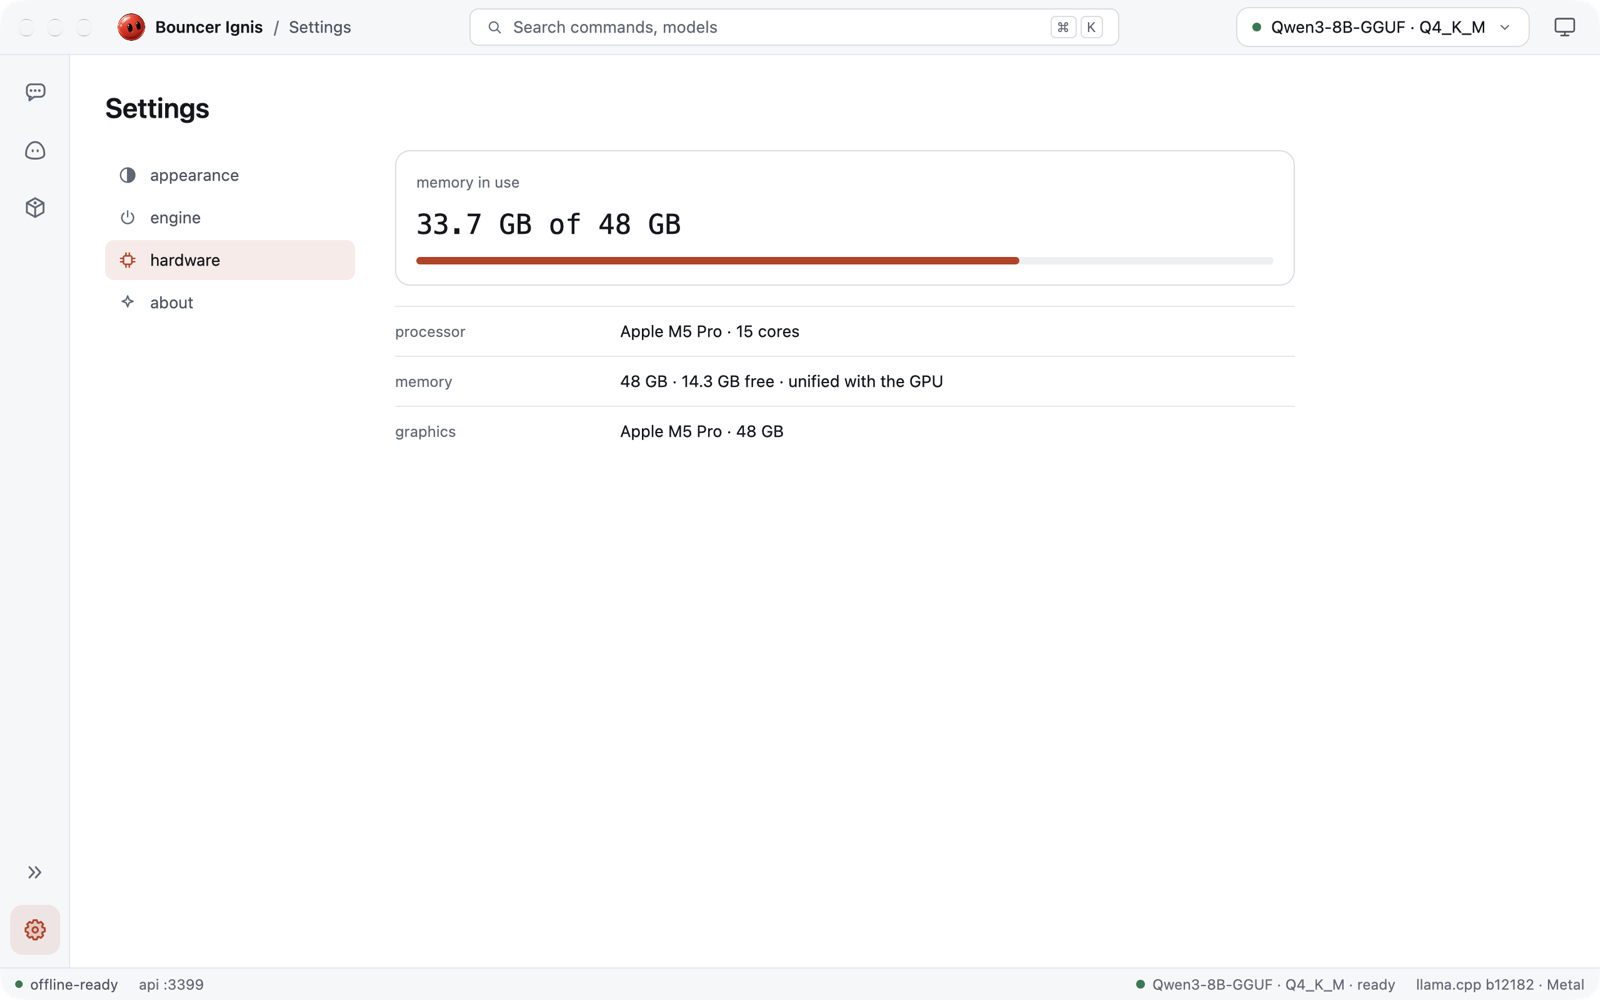 Bouncer Ignis / Settings
Search commands, models
⌘ K
Qwen3-8B-GGUF · Q4_K_M
Settings
appearance
engine
hardware
about
memory in use
33.7 GB of 48 GB
processor Apple M5 Pro · 15 cores
memory 48 GB · 14.3 GB free · unified with the GPU
graphics Apple M5 Pro · 48 GB
offline-ready api :3399
Qwen3-8B-GGUF · Q4_K_M · ready llama.cpp b12182 · Metal